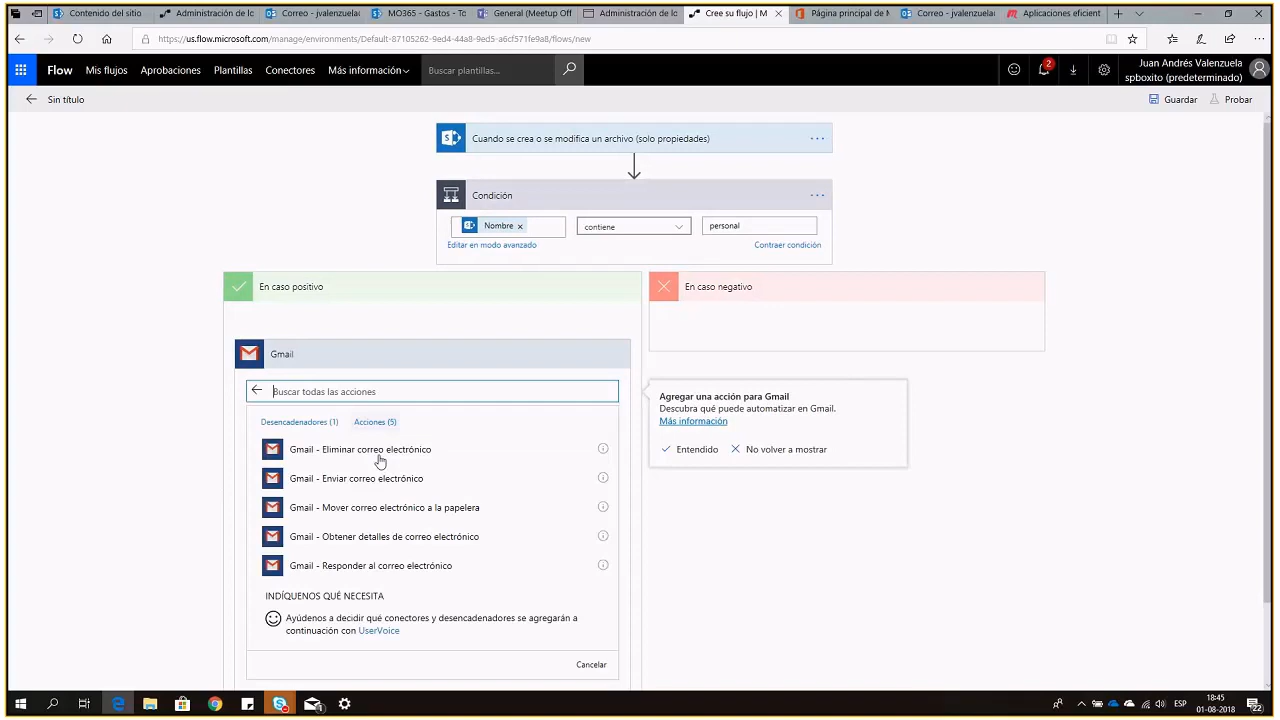 Contenido del sitio
Administración de lc
Correo - jvalenzuelac
MO365 - Gastos - To
General (Meetup Off
Administración de lc
Cree su flujo | M
Página principal de M
Correo - jvalenzuelac
Aplicaciones eficient
https://us.flow.microsoft.com/manage/environments/Default-87105262-9ed4-44a8-9ed5-a6cf571fe9a8/flows/new
Flow
Mis flujos
Aprobaciones
Plantillas
Conectores
Más información
Buscar plantillas...
2
Juan Andrés Valenzuela
spboxito (predeterminado)
Sin título
Guardar
Probar
Cuando se crea o se modifica un archivo (solo propiedades)
Condición
Nombre x
contiene
personal
Editar en modo avanzado
Contraer condición
En caso positivo
En caso negativo
Gmail
Buscar todas las acciones
Desencadenadores (1)
Acciones (5)
Gmail - Eliminar correo electrónico
Gmail - Enviar correo electrónico
Gmail - Mover correo electrónico a la papelera
Gmail - Obtener detalles de correo electrónico
Gmail - Responder al correo electrónico
INDÍQUENOS QUÉ NECESITA
Ayúdenos a decidir qué conectores y desencadenadores se agregarán a
continuación con UserVoice
Cancelar
Agregar una acción para Gmail
Descubra qué puede automatizar en Gmail.
Más información
Entendido
No volver a mostrar
ESP
18:45
01-08-2018
22